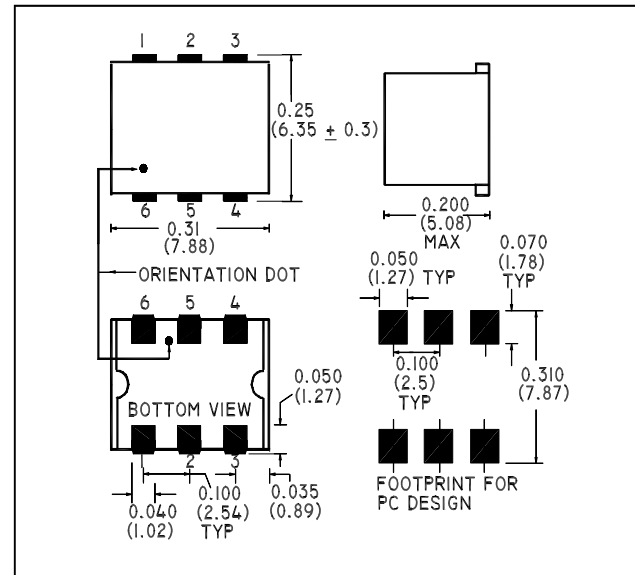 1 2 3
0.25
(6.35 ± 0.3)
6 5 4
0.31
(7.88)
0.200
(5.08)
MAX
ORIENTATION DOT
6 5 4
BOTTOM VIEW
0.050
(1.27)
2 3
0.040
(1.02)
0.100
(2.54)
TYP
0.035
(0.89)
0.050
(1.27) TYP
0.070
(1.78)
TYP
0.100
(2.5)
TYP
0.310
(7.87)
FOOTPRINT FOR
PC DESIGN